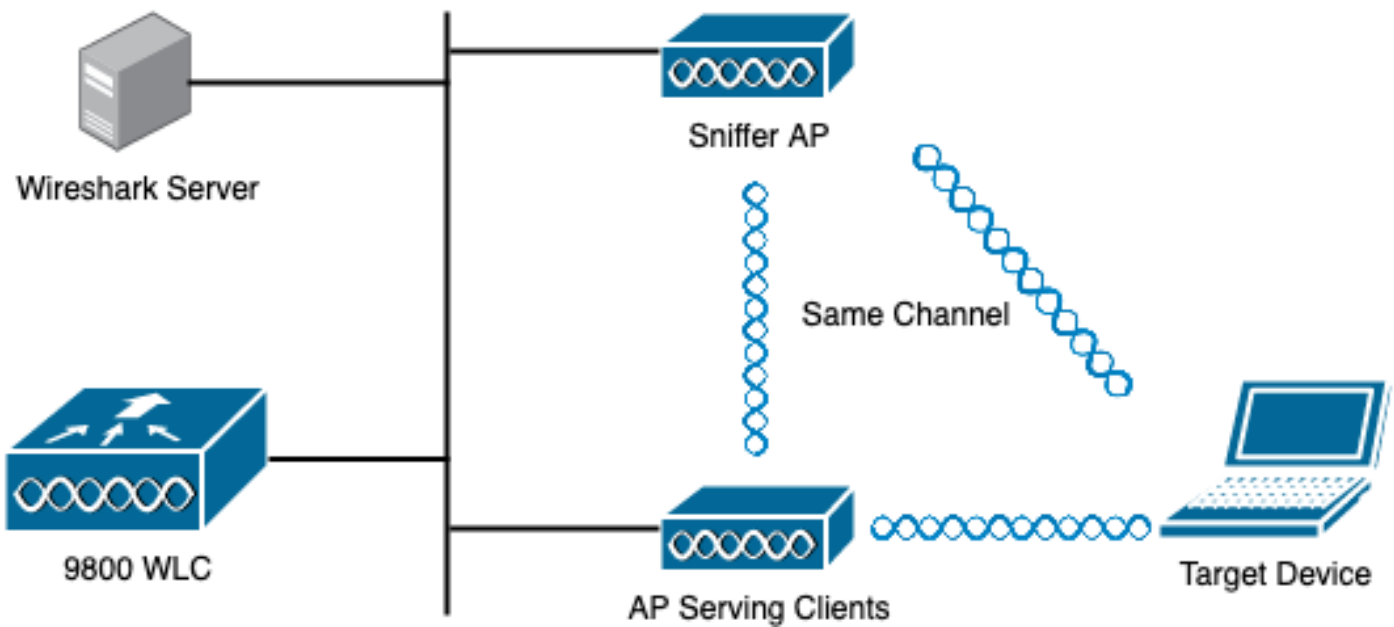 Sniffer AP
Wireshark Server
Same Channel
9800 WLC
AP Serving Clients
Target Device